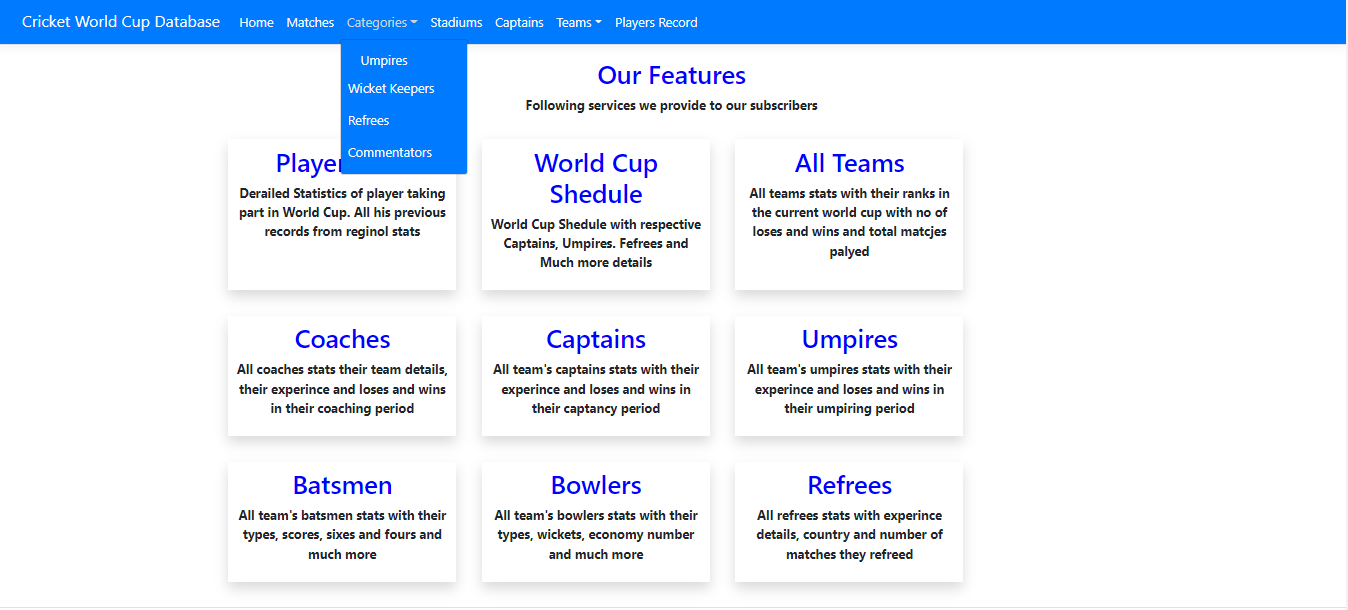 Cricket World Cup Database Home Matches Categories Stadiums Captains Teams Players Record
Umpires
Wicket Keepers
Refrees
Commentators
Our Features
Following services we provide to our subscribers
Derailed Statistics of player taking
part in World Cup. All his previous
records from reginol stats
World Cup
Shedule
World Cup Shedule with respective
Captains, Umpires. Fefrees and
Much more details
All Teams
All teams stats with their ranks in
the current world cup with no of
loses and wins and total matcjes
palyed
Coaches
All coaches stats their team details,
their experince and loses and wins
in their coaching period
Captains
All team's captains stats with their
experince and loses and wins in
their captancy period
Umpires
All team's umpires stats with their
experince and loses and wins in
their umpiring period
Batsmen
All team's batsmen stats with their
types, scores, sixes and fours and
much more
Bowlers
All team's bowlers stats with their
types, wickets, economy number
and much more
Refrees
All refrees stats with experince
details, country and number of
matches they refreed